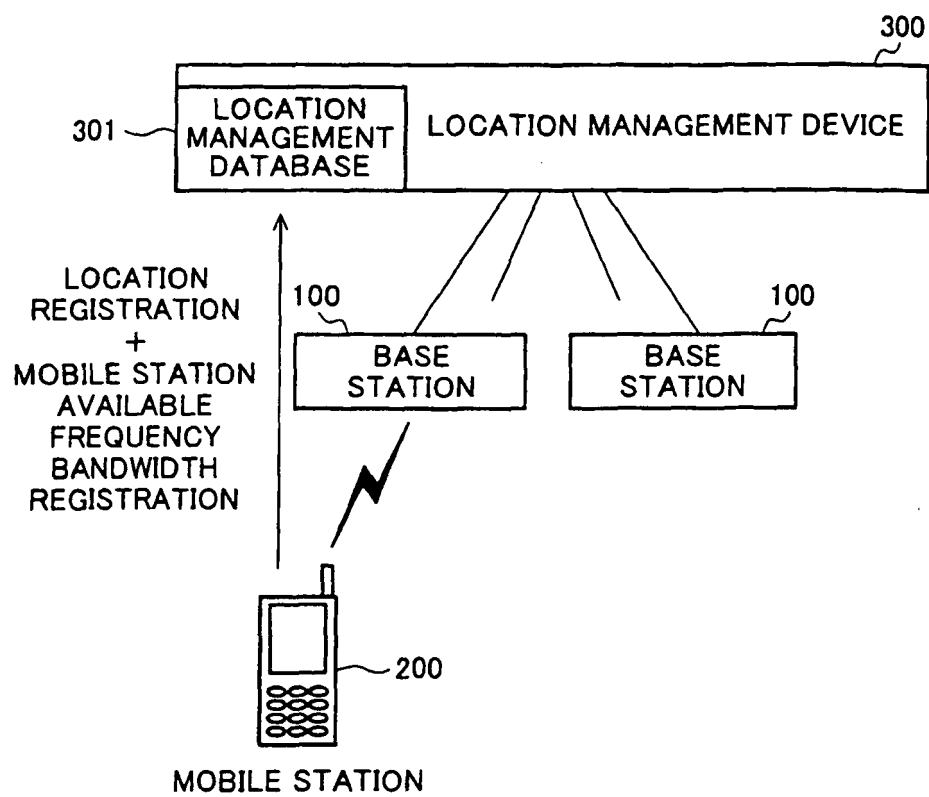 300
301
LOCATION
MANAGEMENT
DATABASE
LOCATION MANAGEMENT DEVICE
LOCATION
REGISTRATION
+
MOBILE STATION
AVAILABLE
FREQUENCY
BANDWIDTH
REGISTRATION
100
BASE
STATION
100
BASE
STATION
200
MOBILE STATION